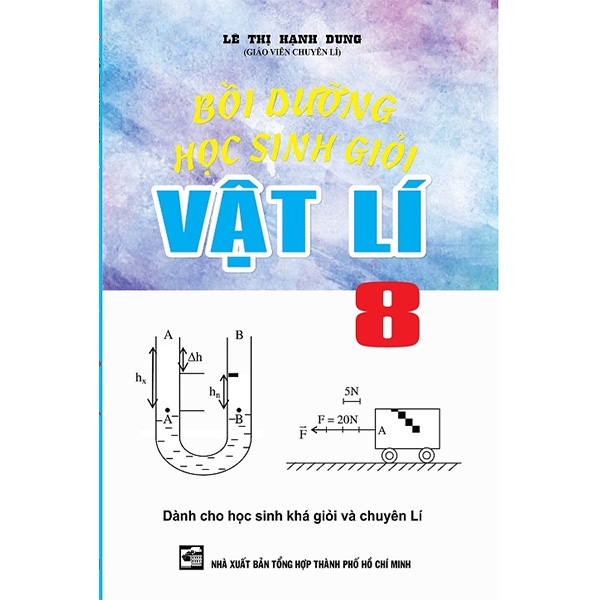 LÊ THỊ HẠNH DUNG
(GIÁO VIÊN CHUYÊN LÍ)
BỒI DƯỠNG
HỌC SINH GIỎI
VẬT LÍ
8
A B
Δh
hx
hn
A B
5N
F = 20N
F A
Dành cho học sinh khá giỏi và chuyên Lí
NHÀ XUẤT BẢN TỔNG HỢP THÀNH PHỐ HỒ CHÍ MINH